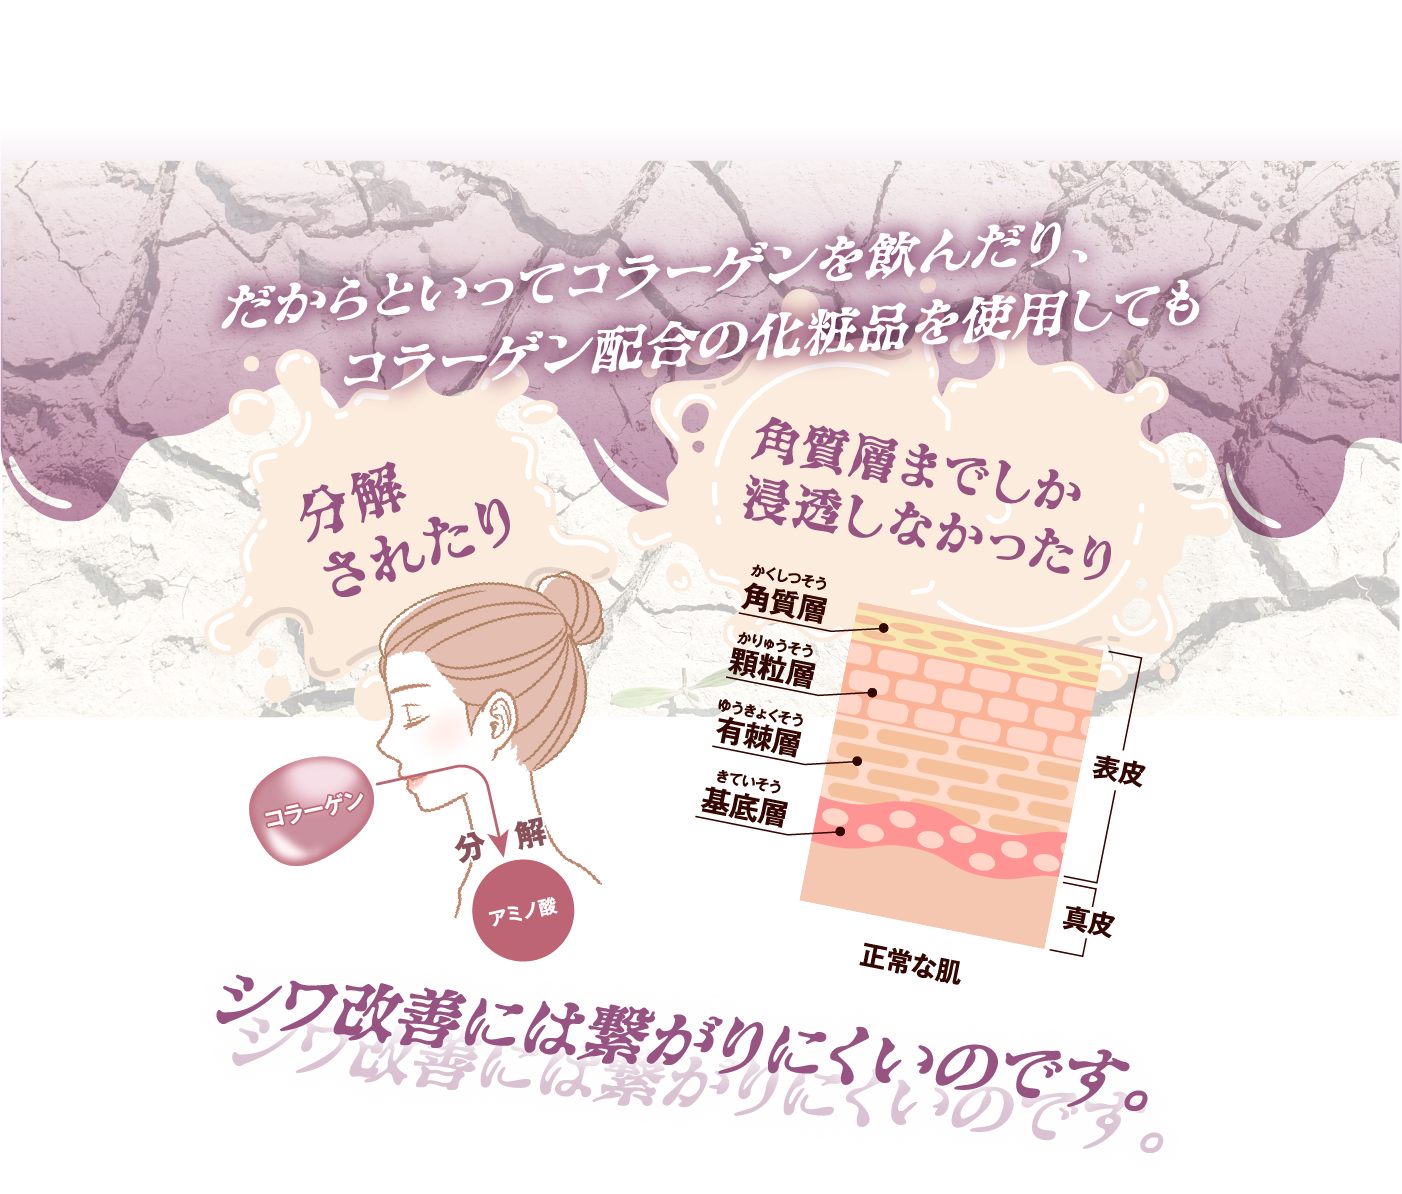 だからといってコラーゲンを飲んだり、
コラーゲン配合の化粧品を使用しても
分解
されたり
角質層までしか
浸透しなかったり
コラーゲン
分解
アミノ酸
かくしつそう
角質層
かりゅうそう
顆粒層
ゆうきょくそう
有棘層
きていそう
基底層
表皮
真皮
正常な肌
シワ改善には繋がりにくいのです。
シワ改善には繋がりにくいのです。